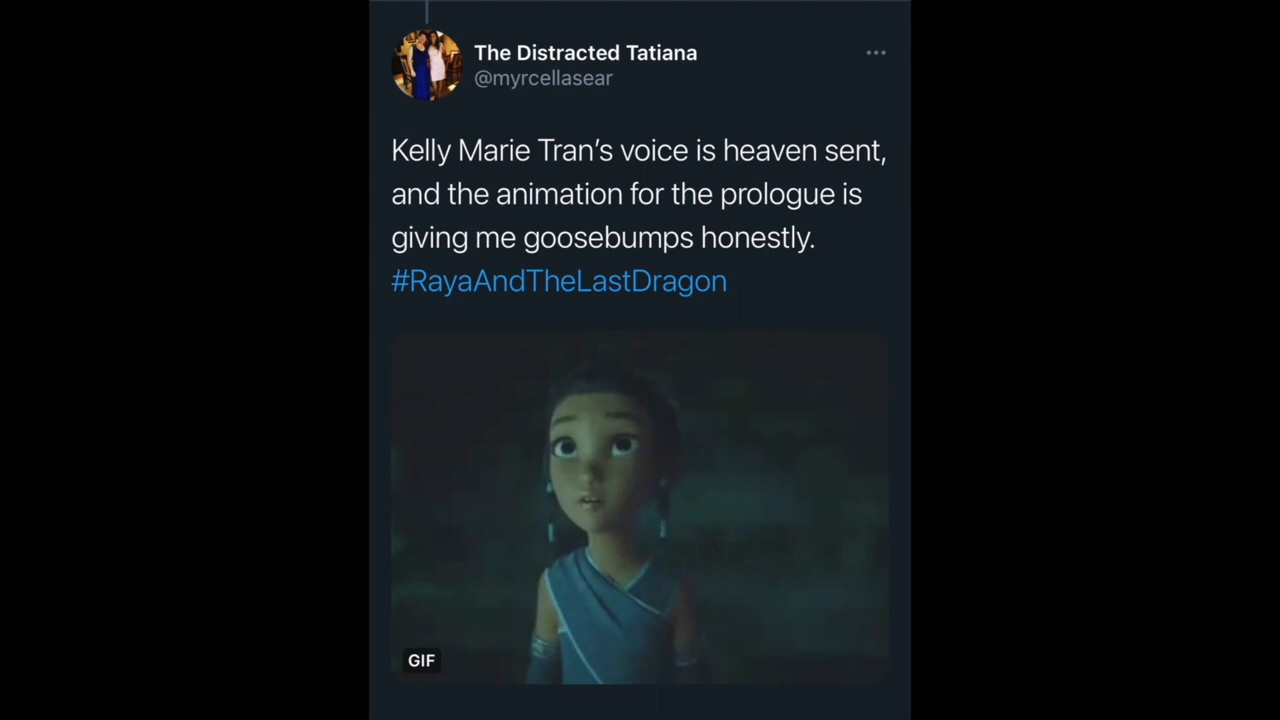 The Distracted Tatiana
@myrcellasear
Kelly Marie Tran’s voice is heaven sent,
and the animation for the prologue is
giving me goosebumps honestly.
#RayaAndTheLastDragon
GIF